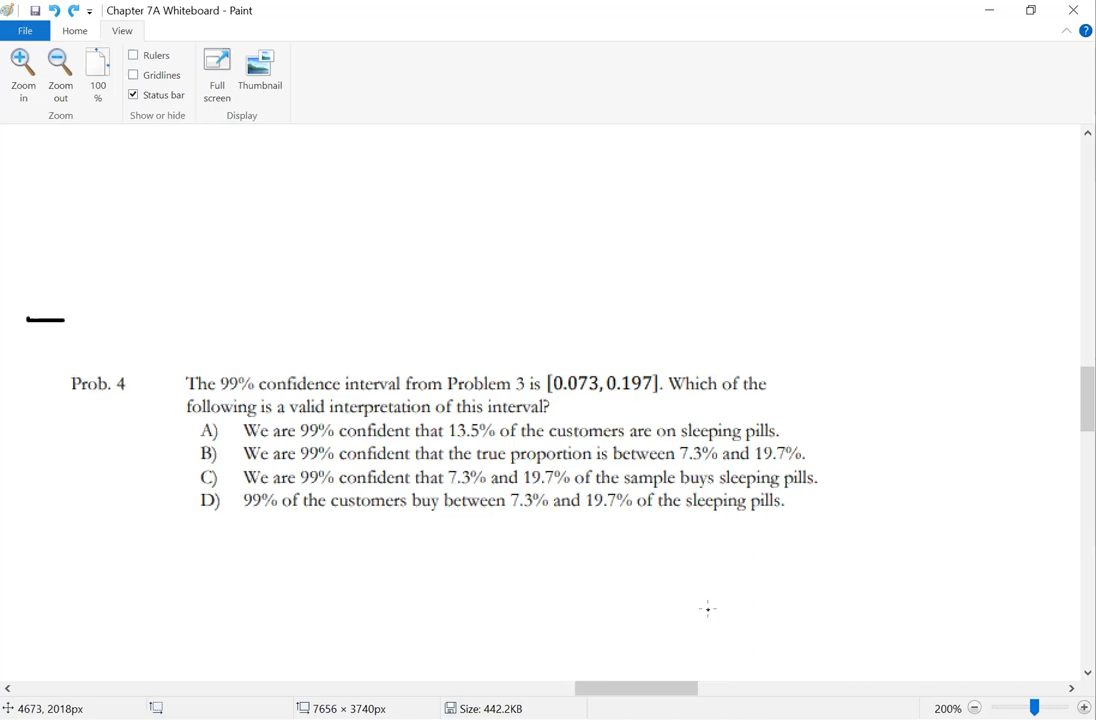 Chapter 7A Whiteboard - Paint
File Home View
Zoom in Zoom out 100 %
Rulers
Gridlines
Status bar
Full screen Thumbnail
Zoom Show or hide Display
Prob. 4 The 99% confidence interval from Problem 3 is [0.073, 0.197]. Which of the
following is a valid interpretation of this interval?
A) We are 99% confident that 13.5% of the customers are on sleeping pills.
B) We are 99% confident that the true proportion is between 7.3% and 19.7%.
C) We are 99% confident that 7.3% and 19.7% of the sample buys sleeping pills.
D) 99% of the customers buy between 7.3% and 19.7% of the sleeping pills.
4673, 2018px 7656 × 3740px Size: 442.2KB 200%